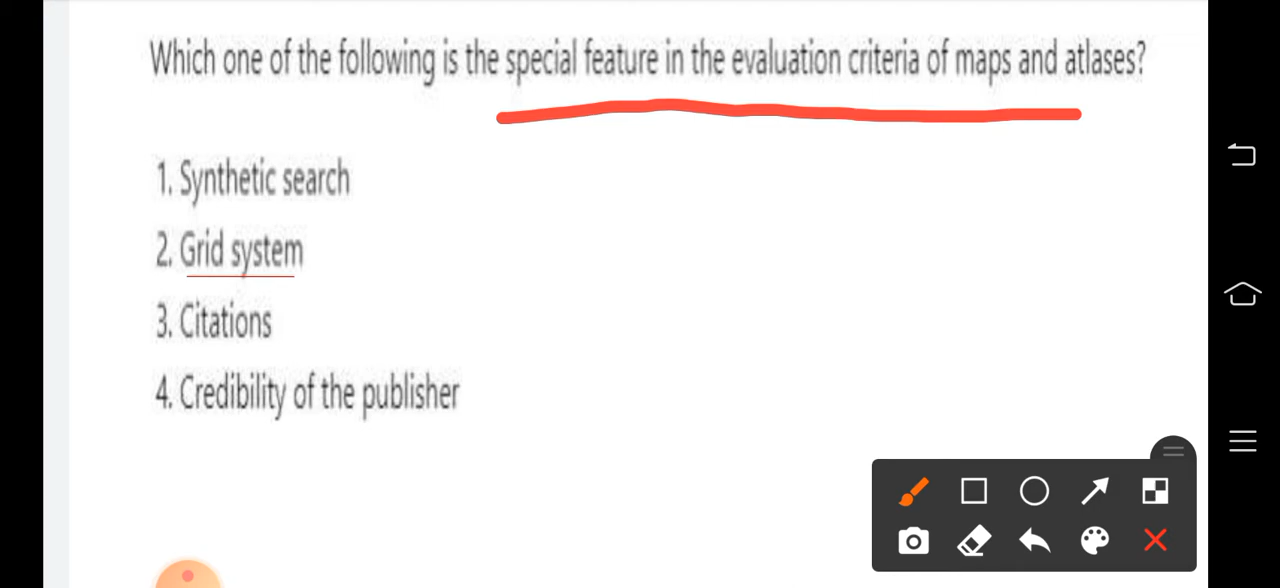 Which one of the following is the special feature in the evaluation criteria of maps and atlases?
1. Synthetic search
2. Grid system
3. Citations
4. Credibility of the publisher